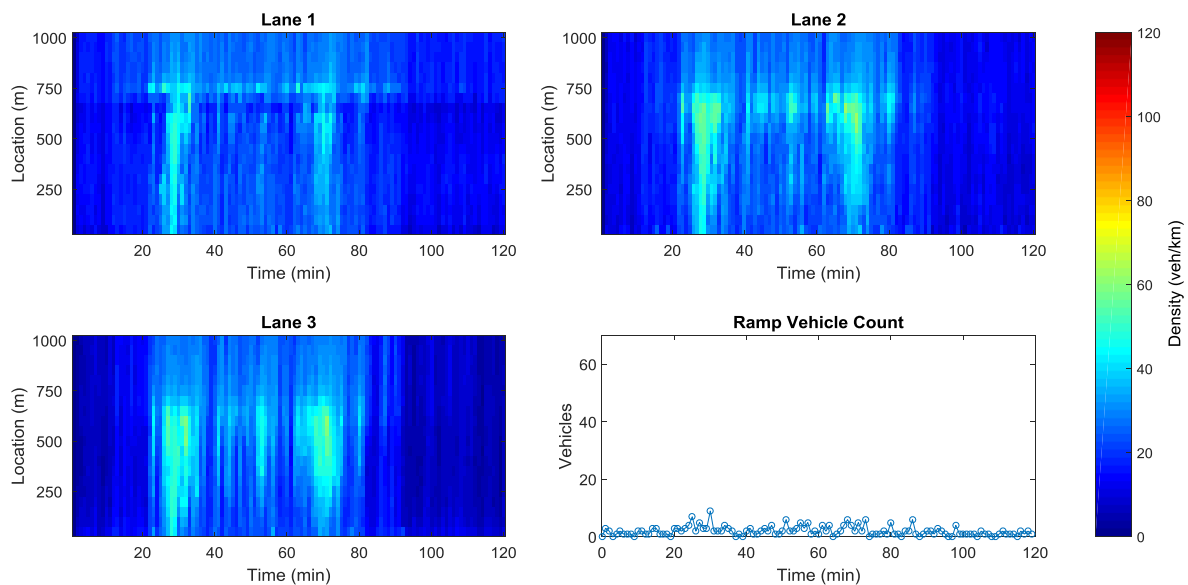 Lane 1
Location (m)
1000
750
500
250
20 40 60 80 100 120
Time (min)
Lane 2
Location (m)
1000
750
500
250
20 40 60 80 100 120
Time (min)
Lane 3
Location (m)
1000
750
500
250
20 40 60 80 100 120
Time (min)
Ramp Vehicle Count
Vehicles
60
40
20
0
0 20 40 60 80 100 120
Time (min)
120
100
80
60
40
20
0
Density (veh/km)